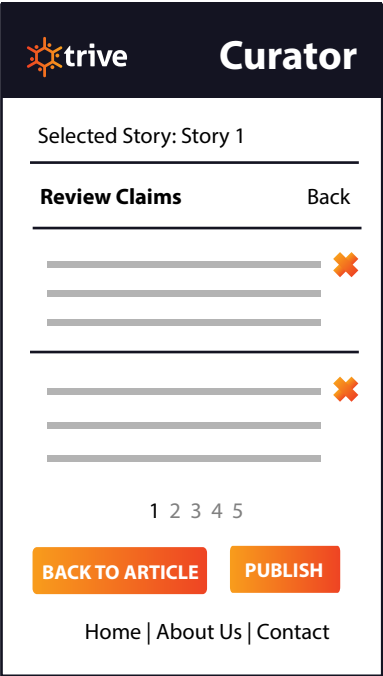 trive Curator
Selected Story: Story 1
Review Claims Back
1 2 3 4 5
BACK TO ARTICLE PUBLISH
Home | About Us | Contact